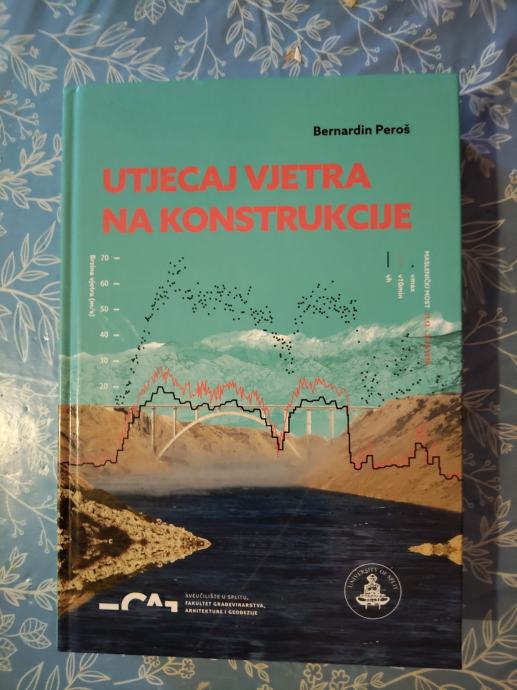 Bernardin Peroš
UTJECAJ VJETRA
NA KONSTRUKCIJE
Brzina vjetra (m/s)
70
60
50
40
30
20
MASLENIČKI MOST
vmax
v10min
vh
SVEUČILIŠTE U SPLITU,
FAKULTET GRAĐEVINARSTVA,
ARHITEKTURE I GEODEZIJE
UNIVERSITY OF SPLIT